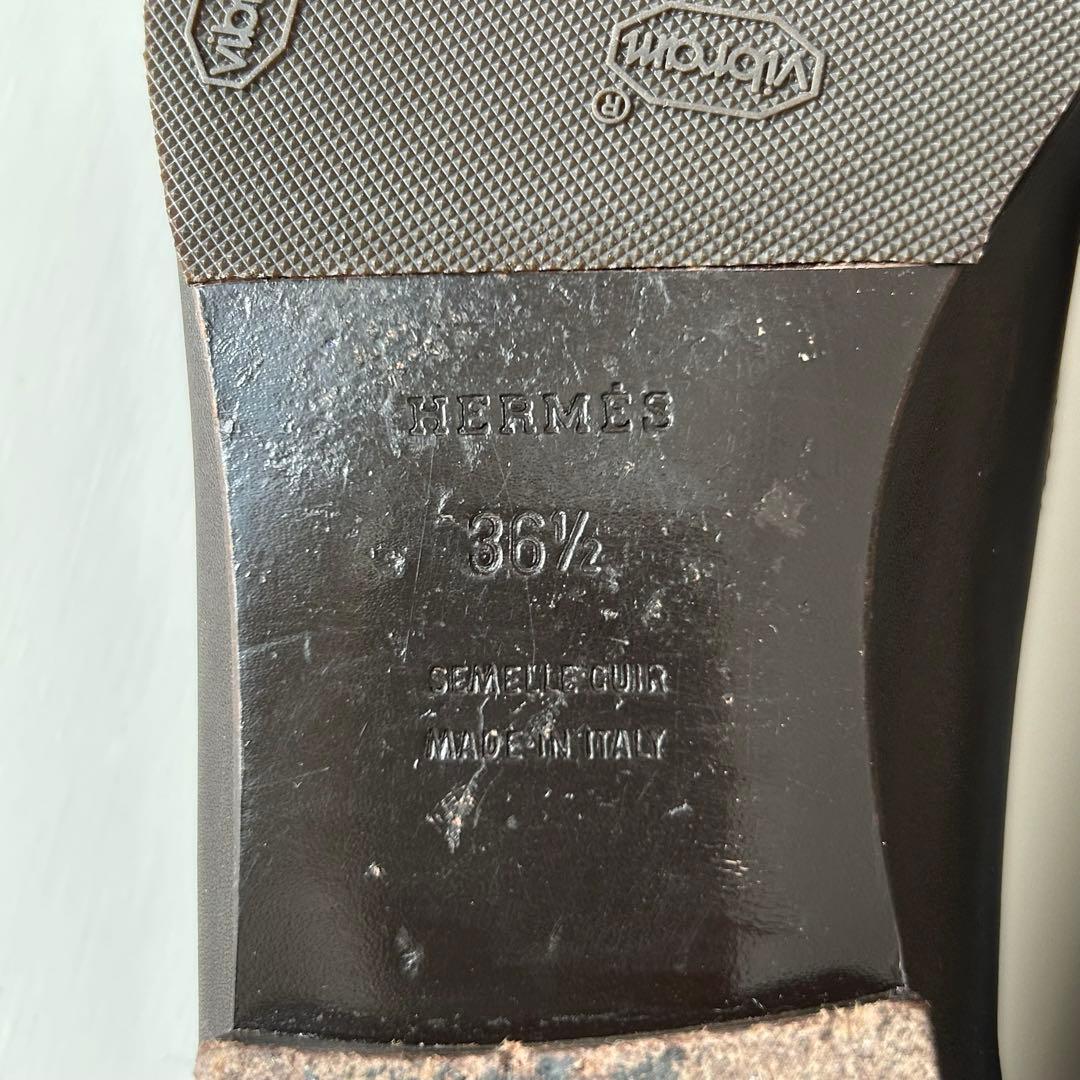 vibram
vibram
®
HERMÈS
36½
SEMELLE CUIR
MADE IN ITALY